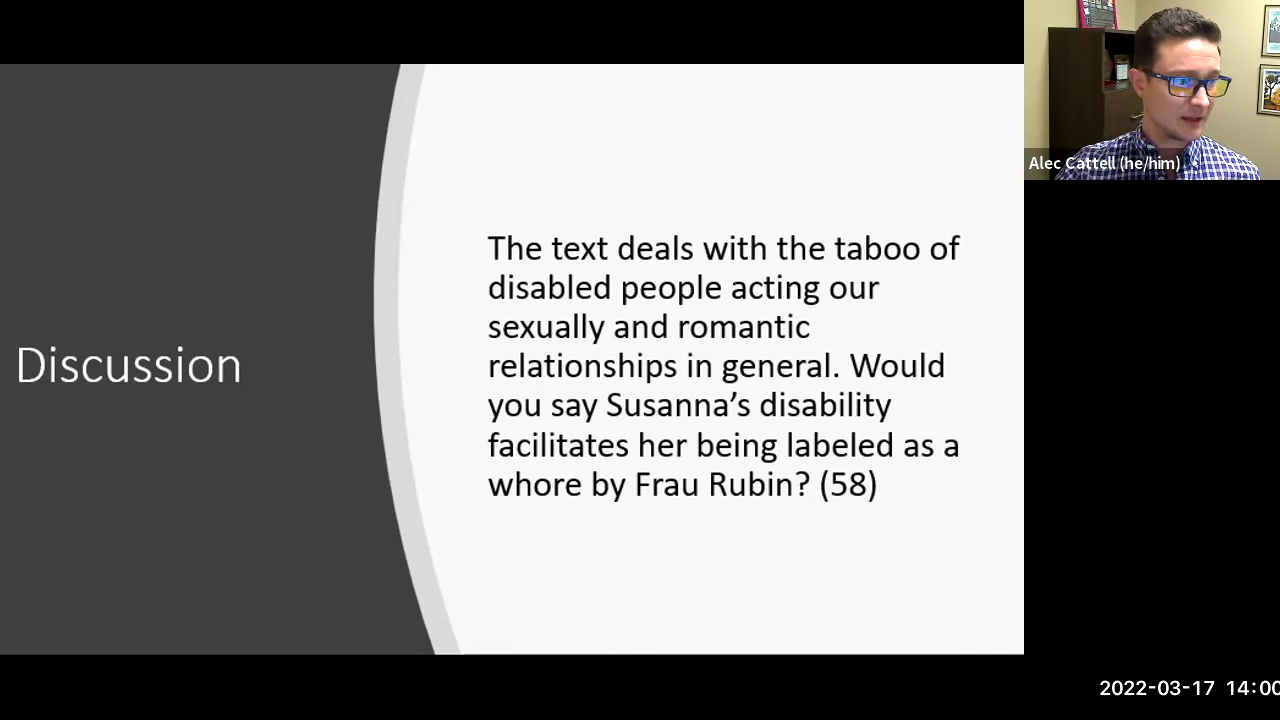 Discussion
The text deals with the taboo of
disabled people acting our
sexually and romantic
relationships in general. Would
you say Susanna’s disability
facilitates her being labeled as a
whore by Frau Rubin? (58)
Alec Cattell (he/him)
2022-03-17 14:00